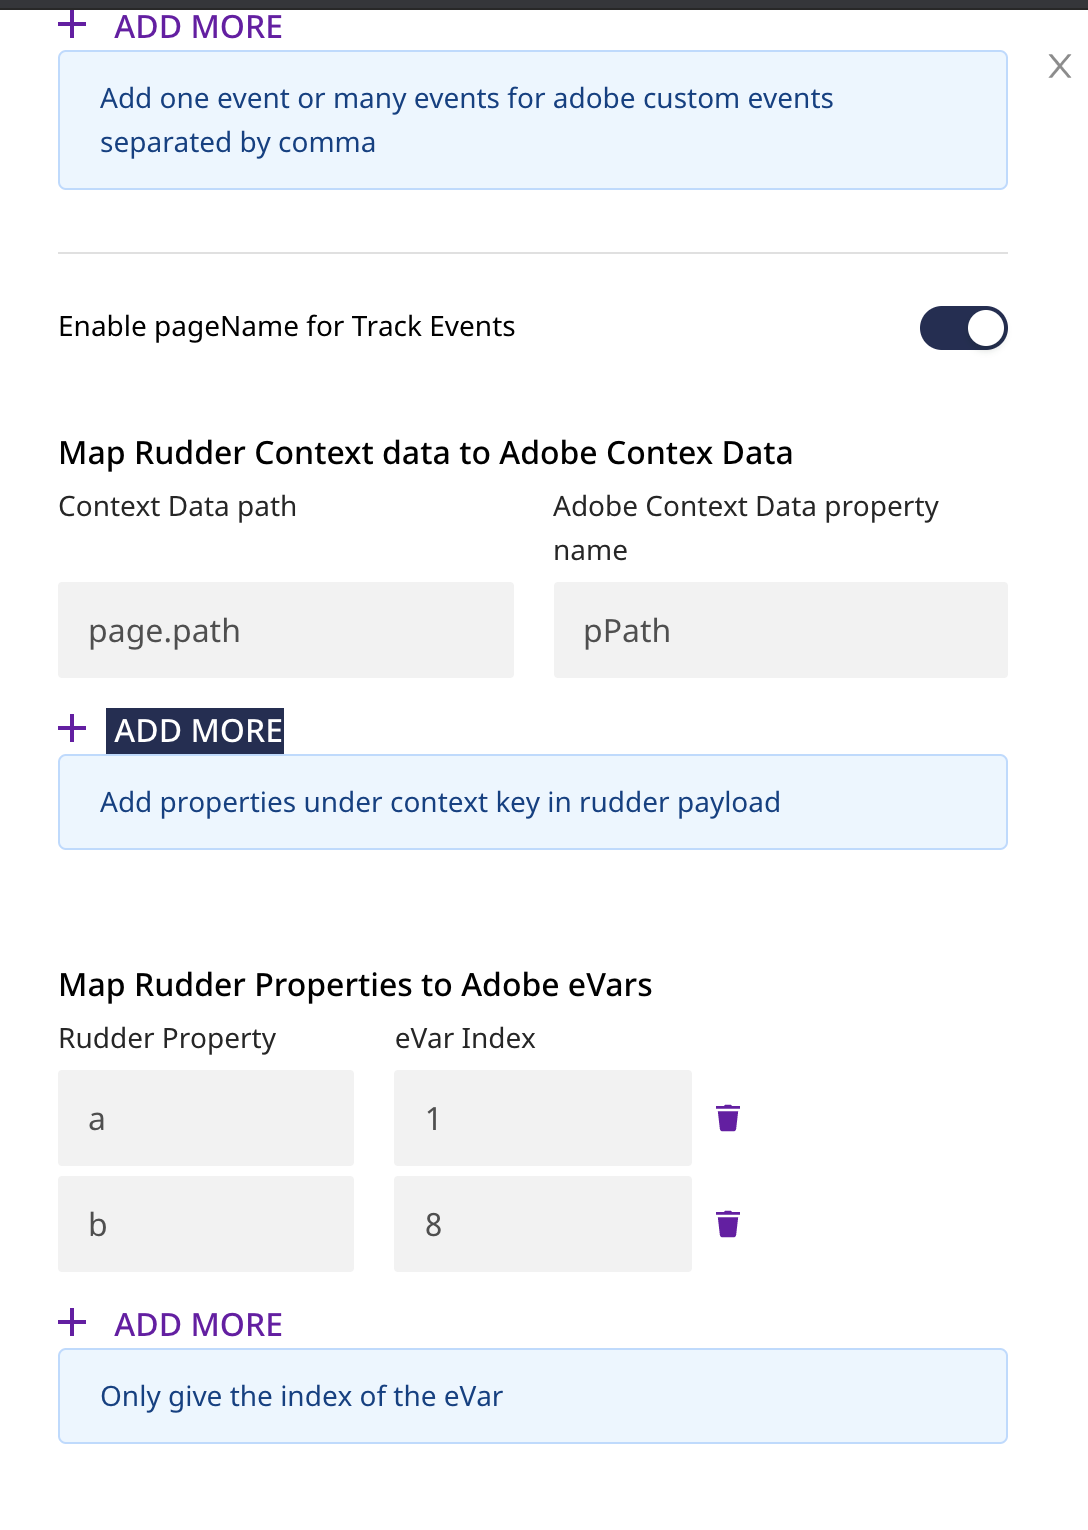 + ADD MORE
X
Add one event or many events for adobe custom events
separated by comma
Enable pageName for Track Events
Map Rudder Context data to Adobe Contex Data
Context Data path
Adobe Context Data property
name
page.path
pPath
+ ADD MORE
Add properties under context key in rudder payload
Map Rudder Properties to Adobe eVars
Rudder Property
eVar Index
a
1
b
8
+ ADD MORE
Only give the index of the eVar